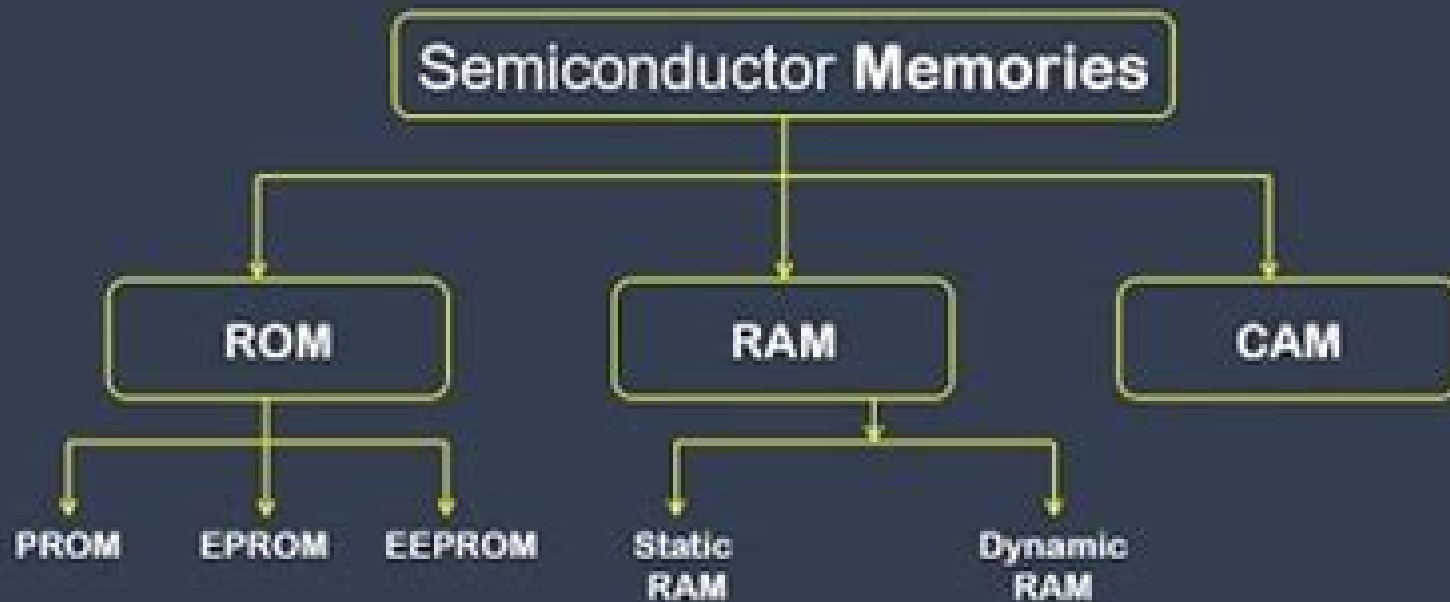 Semiconductor Memories
ROM
RAM
CAM
PROM
EPROM
EEPROM
Static
RAM
Dynamic
RAM